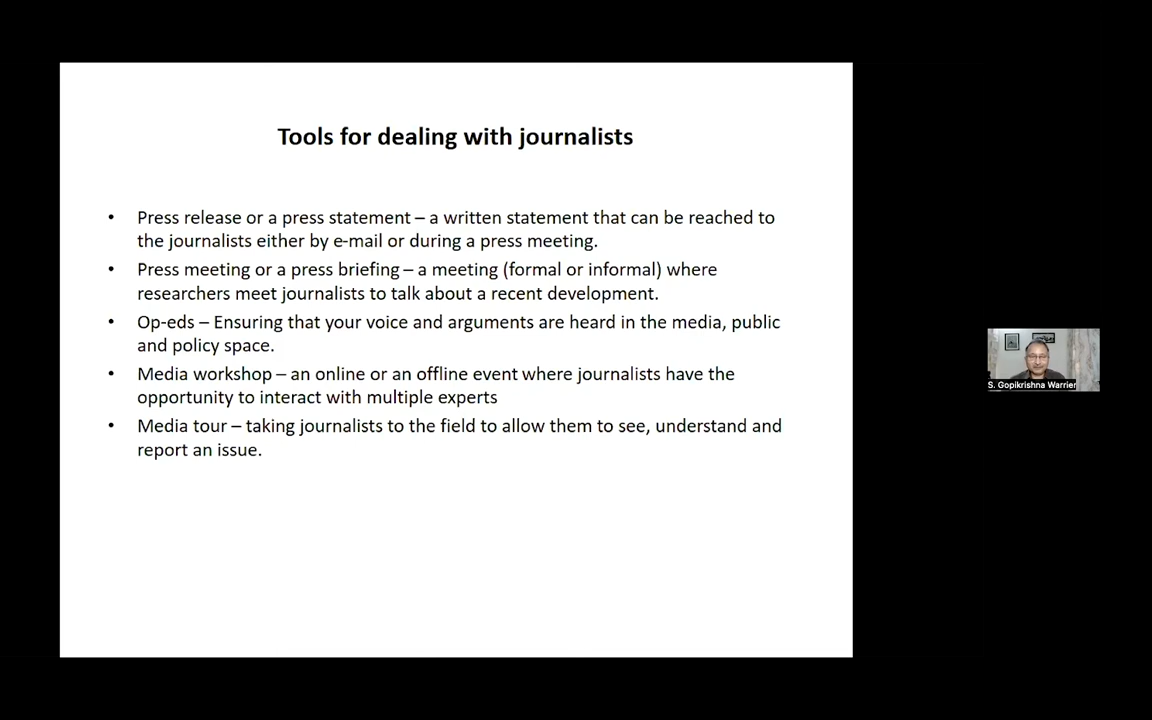 Tools for dealing with journalists
• Press release or a press statement – a written statement that can be reached to
the journalists either by e-mail or during a press meeting.
• Press meeting or a press briefing – a meeting (formal or informal) where
researchers meet journalists to talk about a recent development.
• Op-eds – Ensuring that your voice and arguments are heard in the media, public
and policy space.
• Media workshop – an online or an offline event where journalists have the
opportunity to interact with multiple experts
• Media tour – taking journalists to the field to allow them to see, understand and
report an issue.
S. Gopikrishna Warrier